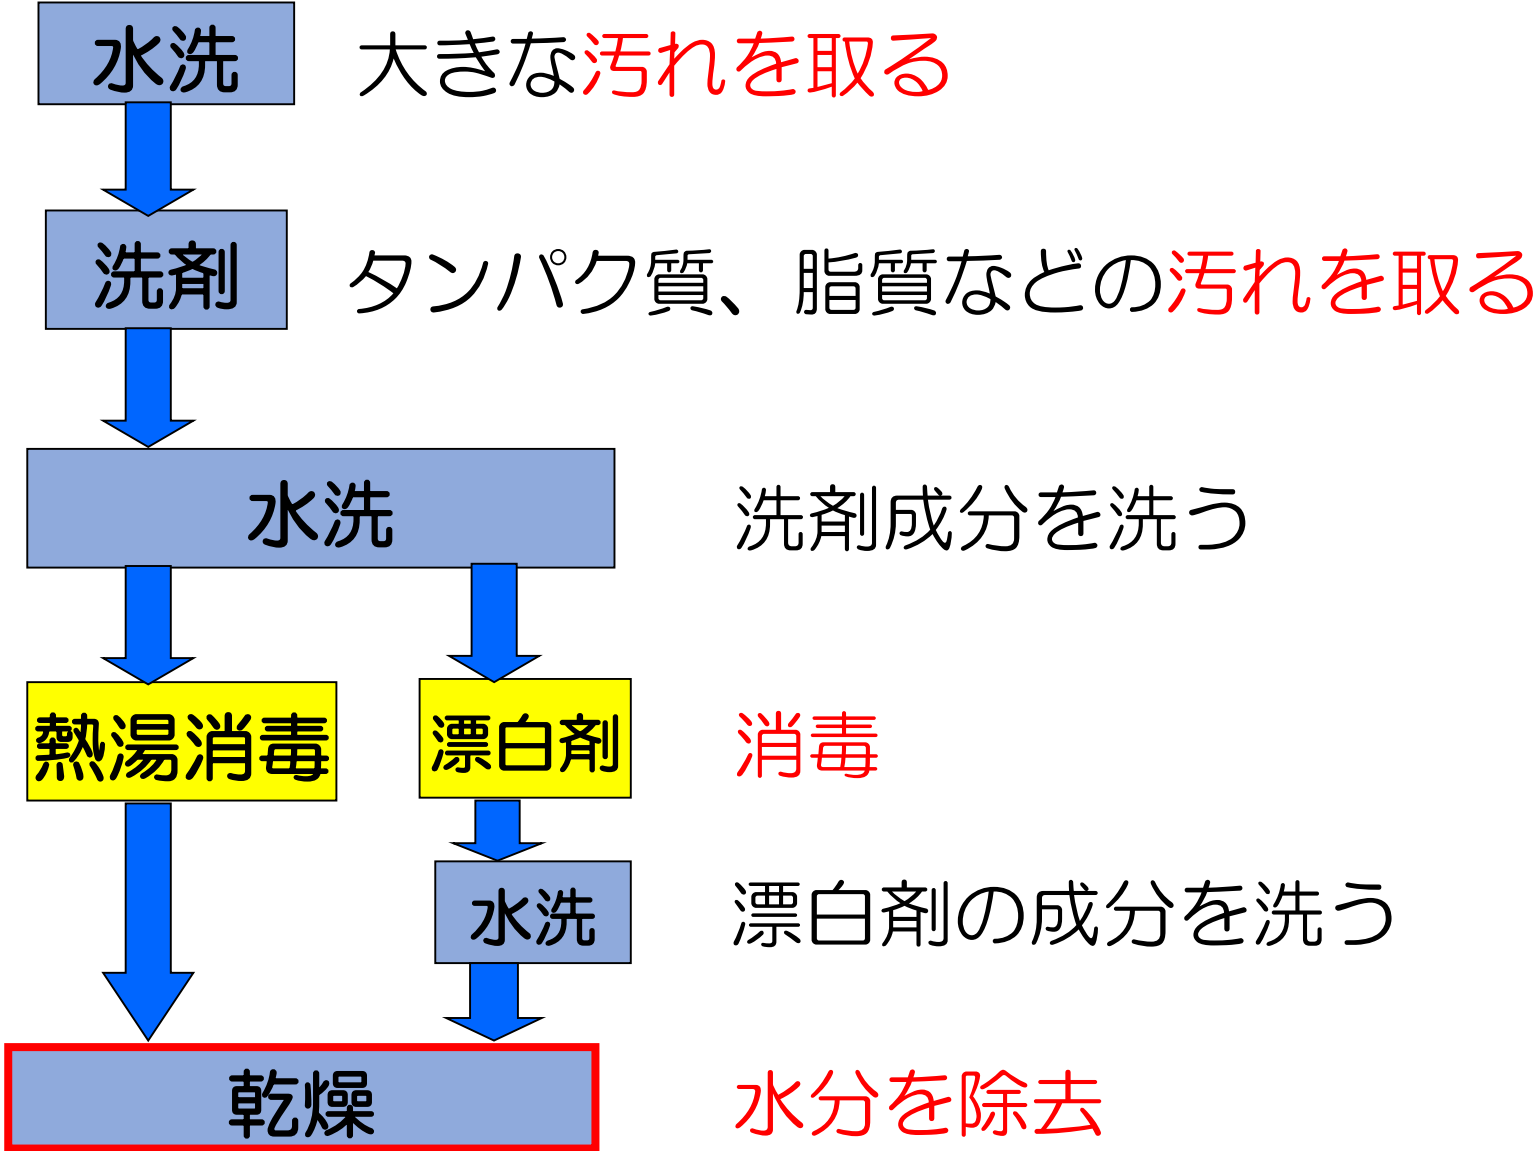 水洗 大きな汚れを取る
洗剤 タンパク質、脂質などの汚れを取る
水洗 洗剤成分を洗う
熱湯消毒 漂白剤 消毒
水洗 漂白剤の成分を洗う
乾燥 水分を除去